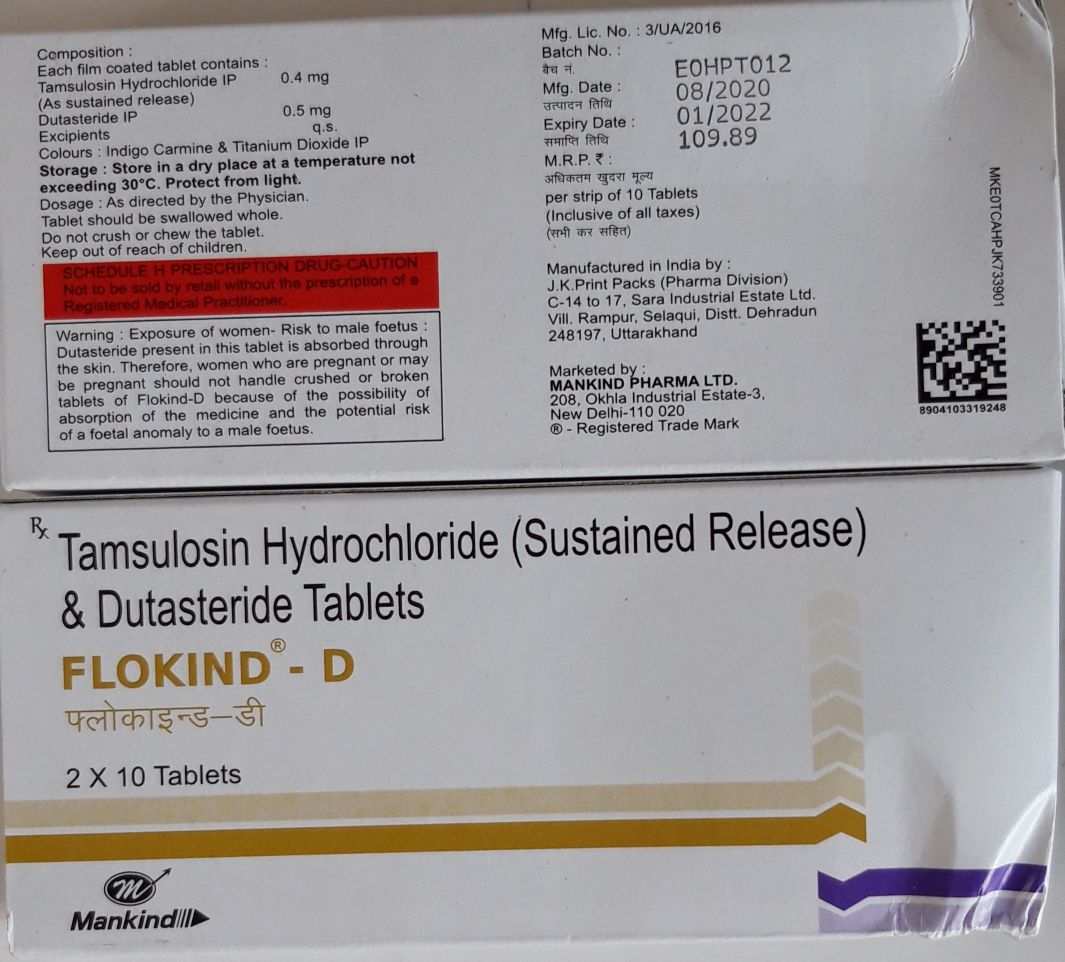 Composition :
Each film coated tablet contains :
Tamsulosin Hydrochloride IP 0.4 mg
(As sustained release)
Dutasteride IP 0.5 mg
Excipients q.s.
Colours : Indigo Carmine & Titanium Dioxide IP
Storage : Store in a dry place at a temperature not
exceeding 30°C. Protect from light.
Dosage : As directed by the Physician.
Tablet should be swallowed whole.
Do not crush or chew the tablet.
Keep out of reach of children.
SCHEDULE H PRESCRIPTION DRUG-CAUTION
Not to be sold by retail without the prescription of a
Registered Medical Practitioner.
Warning : Exposure of women- Risk to male foetus :
Dutasteride present in this tablet is absorbed through
the skin. Therefore, women who are pregnant or may
be pregnant should not handle crushed or broken
tablets of Flokind-D because of the possibility of
absorption of the medicine and the potential risk
of a foetal anomaly to a male foetus.
Mfg. Lic. No. : 3/UA/2016
Batch No. : E0HPT012
बैच नं.
Mfg. Date : 08/2020
उत्पादन तिथि
Expiry Date : 01/2022
समाप्ति तिथि
M.R.P. ₹ : 109.89
अधिकतम खुदरा मूल्य
per strip of 10 Tablets
(Inclusive of all taxes)
(सभी कर सहित)
Manufactured in India by :
J.K.Print Packs (Pharma Division)
C-14 to 17, Sara Industrial Estate Ltd.
Vill. Rampur, Selaqui, Distt. Dehradun
248197, Uttarakhand
Marketed by :
MANKIND PHARMA LTD.
208, Okhla Industrial Estate-3,
New Delhi-110 020
® - Registered Trade Mark
MKE0TCAHPJK733901
8904103319248
Rx
Tamsulosin Hydrochloride (Sustained Release)
& Dutasteride Tablets
FLOKIND® - D
फ्लोकाइन्ड–डी
2 X 10 Tablets
m
Mankind